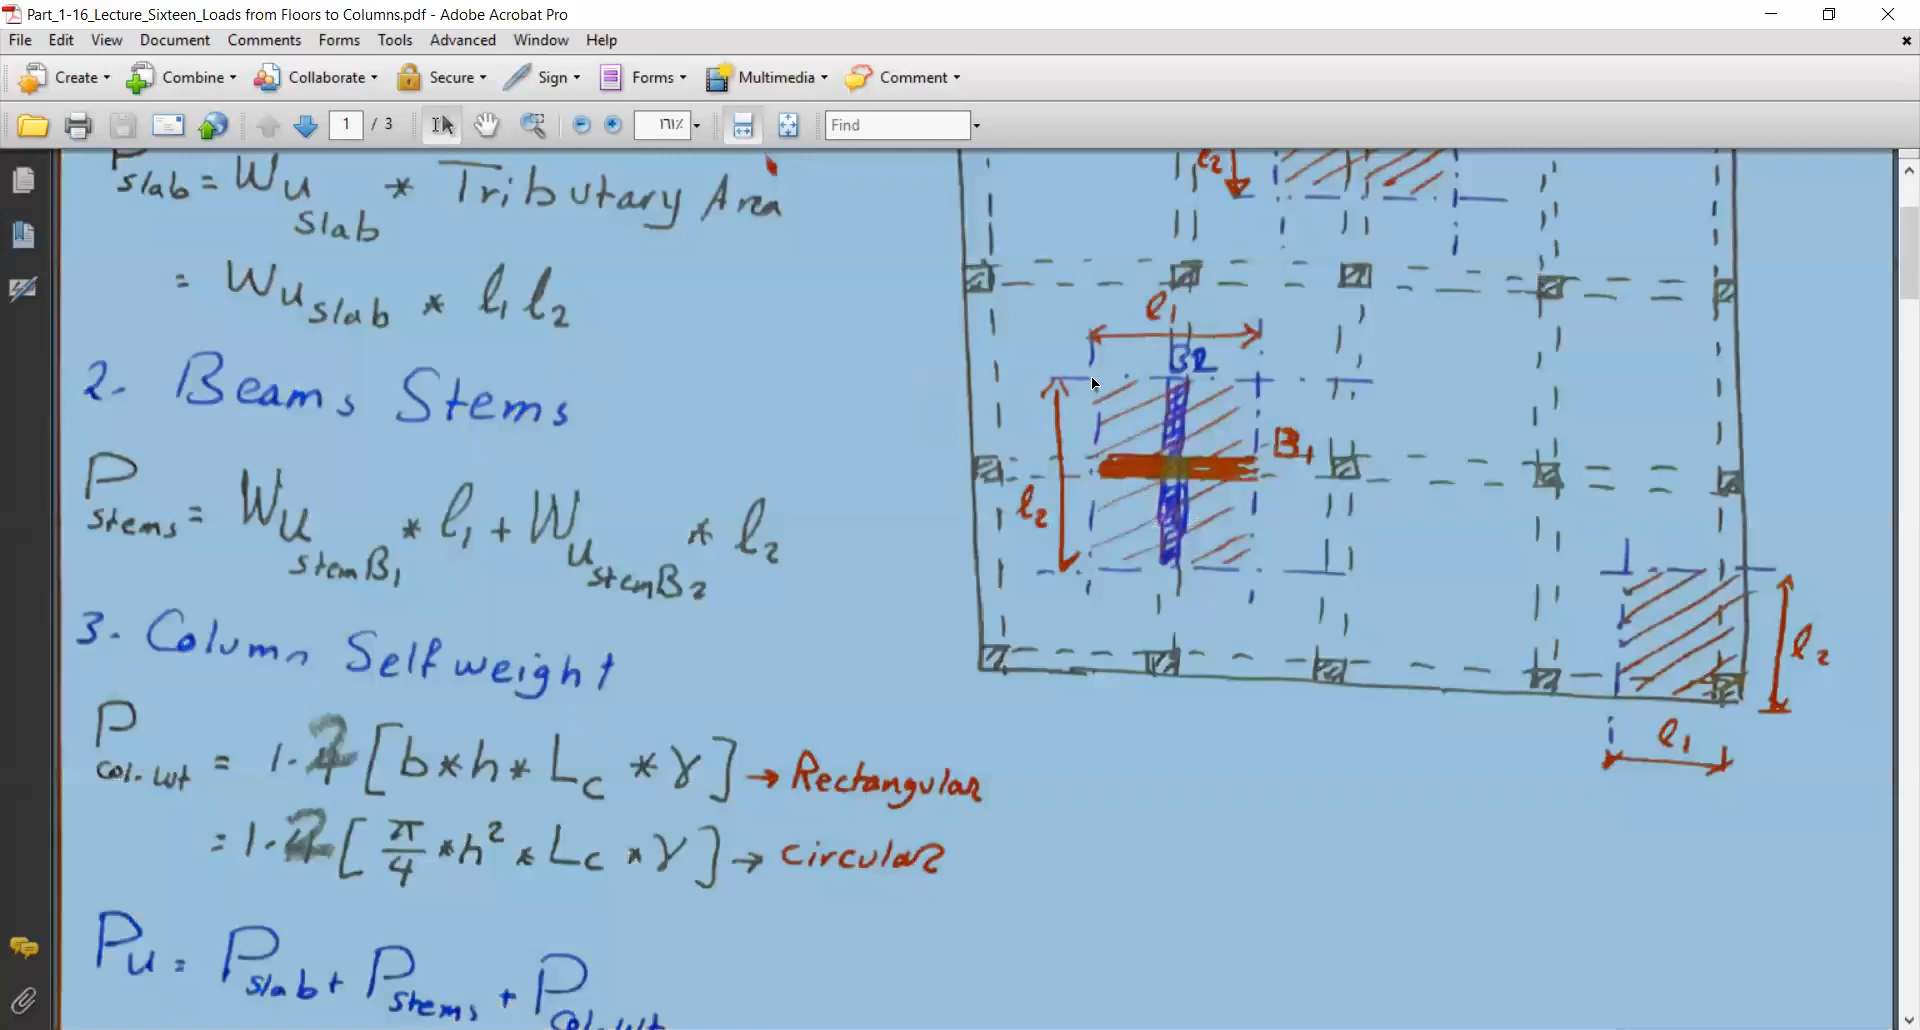 Part_1-16_Lecture_Sixteen_Loads from Floors to Columns.pdf - Adobe Acrobat Pro
File Edit View Document Comments Forms Tools Advanced Window Help
Create Combine Collaborate Secure Sign Forms Multimedia Comment
1 / 3 ١٦١٪ Find
P slab = Wu slab * Tributary Area
= Wu slab * l1 l2
2. Beams Stems
P stems = Wu stem B1 * l1 + Wu stem B2 * l2
3. Column Selfweight
P col.wt = 1.2 [b * h * Lc * γ] → Rectangular
= 1.2 [π/4 * h² * Lc * γ] → Circular
Pu = P slab + P stems + P col.wt
l2
l1
B2
B1
l2
l2
l1